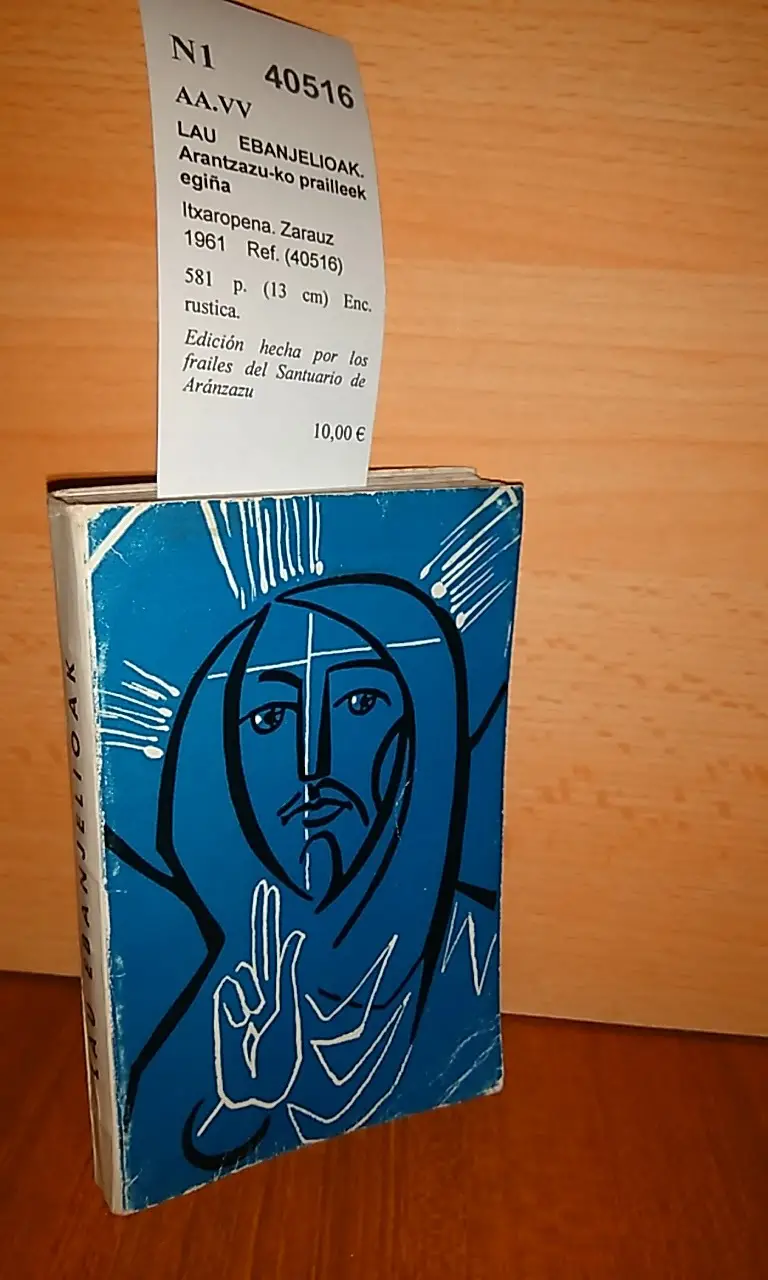 N1 40516
AA.VV
LAU EBANJELIOAK.
Arantzazu-ko prailleek
egiña
Itxaropena. Zarauz
1961 Ref. (40516)
581 p. (13 cm) Enc.
rustica.
Edición hecha por los
frailes del Santuario de
Aránzazu
10,00 €
LAU EBANJELIOAK